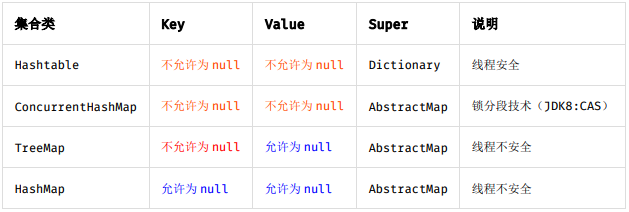 集合类 Key Value Super 说明
Hashtable 不允许为 null 不允许为 null Dictionary 线程安全
ConcurrentHashMap 不允许为 null 不允许为 null AbstractMap 锁分段技术（JDK8:CAS）
TreeMap 不允许为 null 允许为 null AbstractMap 线程不安全
HashMap 允许为 null 允许为 null AbstractMap 线程不安全